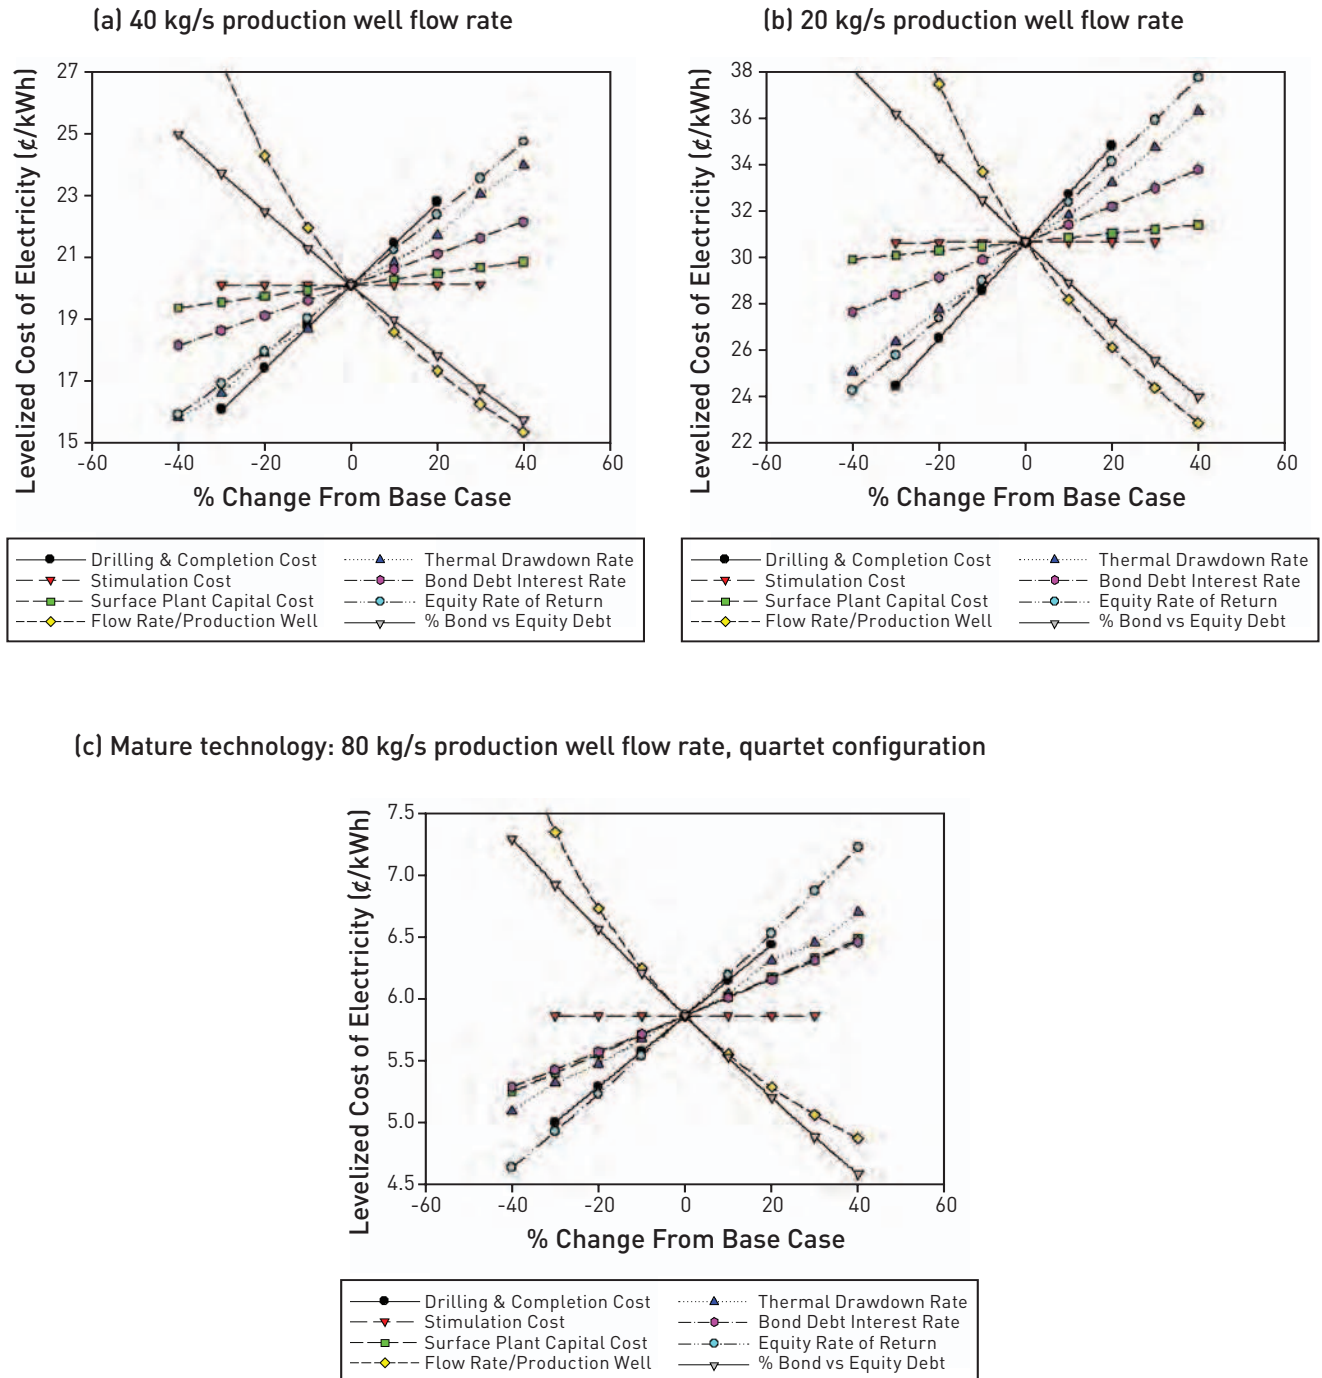 (a) 40 kg/s production well flow rate
Levelized Cost of Electricity (¢/kWh)
27
25
23
21
19
17
15
-60 -40 -20 0 20 40 60
% Change From Base Case
Drilling & Completion Cost
Stimulation Cost
Surface Plant Capital Cost
Flow Rate/Production Well
Thermal Drawdown Rate
Bond Debt Interest Rate
Equity Rate of Return
% Bond vs Equity Debt
(b) 20 kg/s production well flow rate
Levelized Cost of Electricity (¢/kWh)
38
36
34
32
30
28
26
24
22
-60 -40 -20 0 20 40 60
% Change From Base Case
Drilling & Completion Cost
Stimulation Cost
Surface Plant Capital Cost
Flow Rate/Production Well
Thermal Drawdown Rate
Bond Debt Interest Rate
Equity Rate of Return
% Bond vs Equity Debt
(c) Mature technology: 80 kg/s production well flow rate, quartet configuration
Levelized Cost of Electricity (¢/kWh)
7.5
7.0
6.5
6.0
5.5
5.0
4.5
-60 -40 -20 0 20 40 60
% Change From Base Case
Drilling & Completion Cost
Stimulation Cost
Surface Plant Capital Cost
Flow Rate/Production Well
Thermal Drawdown Rate
Bond Debt Interest Rate
Equity Rate of Return
% Bond vs Equity Debt